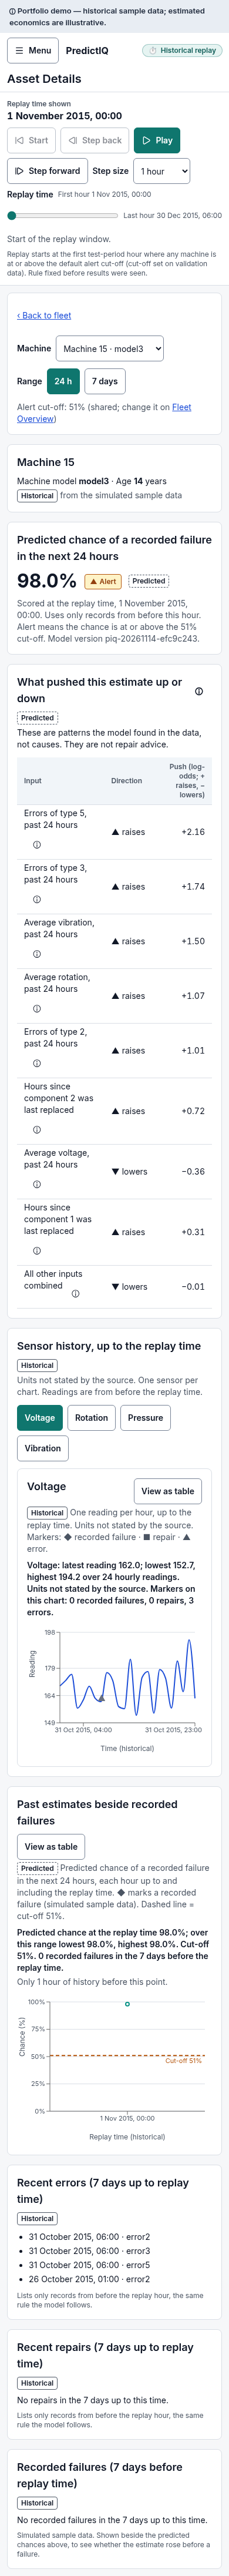 ⓘ Portfolio demo — historical sample data; estimated
economics are illustrative.
☰ Menu
PredictIQ
Historical replay
Asset Details
Replay time shown
1 November 2015, 00:00
Start
Step back
Play
Step forward
Step size
1 hour
Replay time First hour 1 Nov 2015, 00:00
Last hour 30 Dec 2015, 06:00
Start of the replay window.
Replay starts at the first test-period hour where any machine is
at or above the default alert cut-off (cut-off set on validation
data). Rule fixed before results were seen.
‹ Back to fleet
Machine
Machine 15 · model3
Range
24 h
7 days
Alert cut-off: 51% (shared; change it on Fleet
Overview)
Machine 15
Machine model model3 · Age 14 years
Historical from the simulated sample data
Predicted chance of a recorded failure
in the next 24 hours
98.0% ▲ Alert Predicted
Scored at the replay time, 1 November 2015,
00:00. Uses only records from before this hour.
Alert means the chance is at or above the 51%
cut-off. Model version piq-20261114-efc9c243.
What pushed this estimate up or
down
Predicted
These are patterns the model found in the data,
not causes. They are not repair advice.
Input
Direction
Push (log-
odds; +
raises, −
lowers)
Errors of type 5,
past 24 hours
▲ raises
+2.16
Errors of type 3,
past 24 hours
▲ raises
+1.74
Average vibration,
past 24 hours
▲ raises
+1.50
Average rotation,
past 24 hours
▲ raises
+1.07
Errors of type 2,
past 24 hours
▲ raises
+1.01
Hours since
component 2 was
last replaced
▲ raises
+0.72
Average voltage,
past 24 hours
▼ lowers
−0.36
Hours since
component 1 was
last replaced
▲ raises
+0.31
All other inputs
combined
▼ lowers
−0.01
Sensor history, up to the replay time
Historical
Units not stated by the source. One sensor per
chart. Readings are from before the replay time.
Voltage
Rotation
Pressure
Vibration
Voltage
View as table
Historical One reading per hour, up to the
replay time. Units not stated by the source.
Markers: ◆ recorded failure · ■ repair · ▲
error.
Voltage: latest reading 162.0; lowest 152.7,
highest 194.2 over 24 hourly readings.
Units not stated by the source. Markers on
this chart: 0 recorded failures, 0 repairs, 3
errors.
198
179
164
149
Reading
31 Oct 2015, 04:00
31 Oct 2015, 23:00
Time (historical)
Past estimates beside recorded
failures
View as table
Predicted Predicted chance of a recorded failure
in the next 24 hours, each hour up to and
including the replay time. ◆ marks a recorded
failure (simulated sample data). Dashed line =
cut-off 51%.
Predicted chance at the replay time 98.0%; over
this range lowest 98.0%, highest 98.0%. Cut-off
51%. 0 recorded failures in the 7 days before the
replay time.
Only 1 hour of history before this point.
100%
75%
50%
25%
0%
Chance (%)
Cut-off 51%
1 Nov 2015, 00:00
Replay time (historical)
Recent errors (7 days up to replay
time)
Historical
• 31 October 2015, 06:00 · error2
• 31 October 2015, 06:00 · error3
• 31 October 2015, 06:00 · error5
• 26 October 2015, 01:00 · error2
Lists only records from before the replay hour, the same
rule the model follows.
Recent repairs (7 days up to replay
time)
Historical
No repairs in the 7 days up to this time.
Lists only records from before the replay hour, the same
rule the model follows.
Recorded failures (7 days before
replay time)
Historical
No recorded failures in the 7 days up to this time.
Simulated sample data. Shown beside the predicted
chances above, to see whether the estimate rose before a
failure.